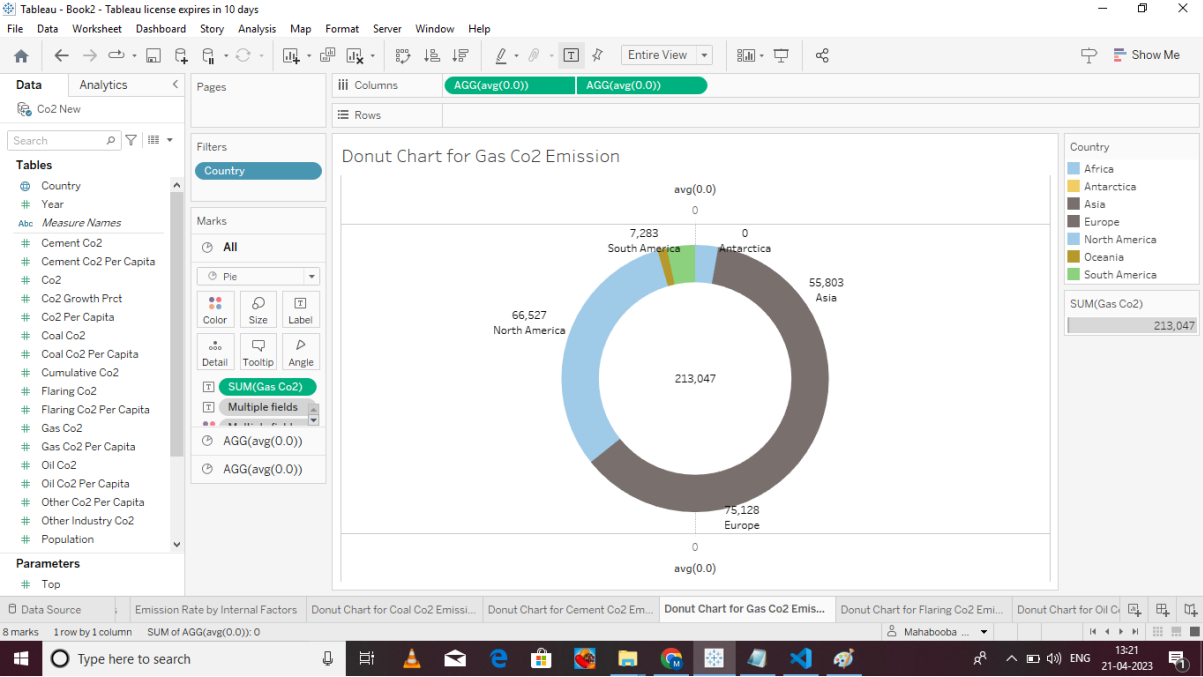 Tableau - Book2 - Tableau license expires in 10 days
File Data Worksheet Dashboard Story Analysis Map Format Server Window Help
Entire View
Show Me
Data Analytics
Co2 New
Search
Tables
Country
Year
Abc Measure Names
Cement Co2
Cement Co2 Per Capita
Co2
Co2 Growth Prct
Co2 Per Capita
Coal Co2
Coal Co2 Per Capita
Cumulative Co2
Flaring Co2
Flaring Co2 Per Capita
Gas Co2
Gas Co2 Per Capita
Oil Co2
Oil Co2 Per Capita
Other Co2 Per Capita
Other Industry Co2
Population
Parameters
Top
Pages
Filters
Country
Marks
All
Pie
Color Size Label
Detail Tooltip Angle
SUM(Gas Co2)
Multiple fields
AGG(avg(0.0))
AGG(avg(0.0))
Columns AGG(avg(0.0)) AGG(avg(0.0))
Rows
Donut Chart for Gas Co2 Emission
avg(0.0)
0
7,283
South America
0
Antarctica
55,803
Asia
66,527
North America
213,047
75,128
Europe
0
avg(0.0)
Country
Africa
Antarctica
Asia
Europe
North America
Oceania
South America
SUM(Gas Co2)
213,047
Data Source Emission Rate by Internal Factors Donut Chart for Coal Co2 Emissi... Donut Chart for Cement Co2 Em... Donut Chart for Gas Co2 Emis... Donut Chart for Flaring Co2 Emi... Donut Chart for Oil C
8 marks 1 row by 1 column SUM of AGG(avg(0.0)): 0 Mahabooba ...
Type here to search
ENG
13:21
21-04-2023
1